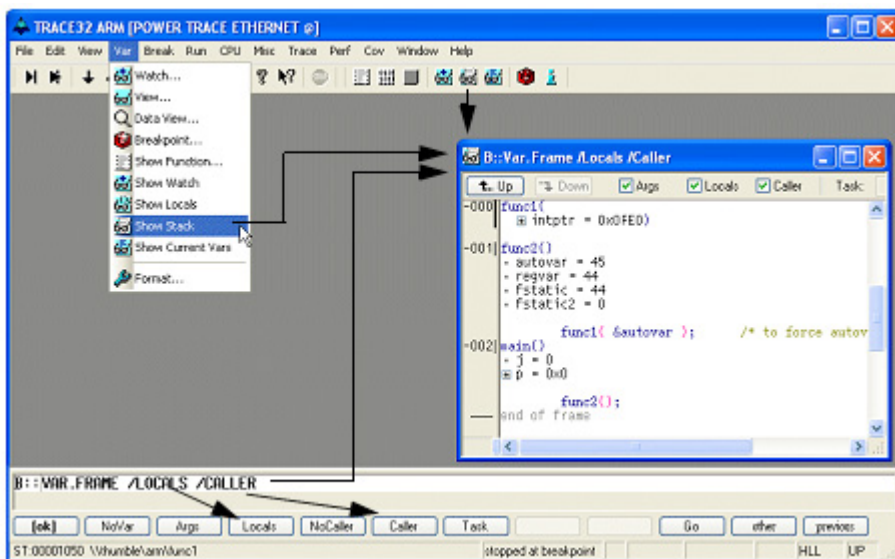 TRACE32 ARM [POWER TRACE ETHERNET @]
File Edit View Var Break Run CPU Misc Trace Perf Cov Window Help
Watch...
View...
Data View...
Breakpoint...
Show Function...
Show Watch
Show Locals
Show Stack
Show Current Vars
Format...
B::Var.Frame /Locals /Caller
Up Down Args Locals Caller Task:
-000 func1(
intptr = 0x0FE0)
-001 func2()
- autovar = 45
- regvar = 44
- fstatic = 44
- fstatic2 = 0
func1( &autovar ); /* to force autov
-002 main()
- j = 0
p = 0x0
func2();
end of frame
B::VAR.FRAME /LOCALS /CALLER
[ok] NoVar Args Locals NoCaller Caller Task Go other previous
ST:00001050 \\thumble\arm\func1 stopped at breakpoint HLL UP